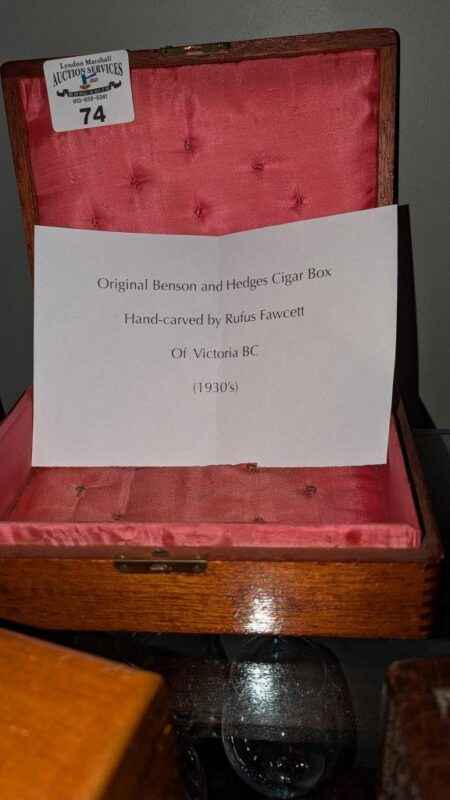 Lyndon Marshall
AUCTION SERVICES
74
Original Benson and Hedges Cigar Box
Hand-carved by Rufus Fawcett
Of Victoria BC
(1930's)